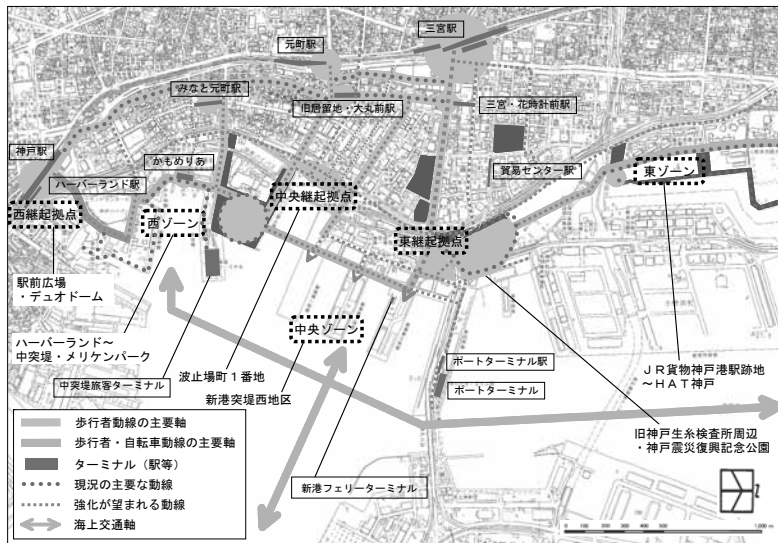 三宮駅
元町駅
みなと元町駅
旧居留地・大丸前駅
三宮・花時計前駅
神戸駅
かもめりあ
貿易センター駅
ハーバーランド駅
東ゾーン
中央継起拠点
西継起拠点
西ゾーン
東継起拠点
駅前広場
・デュオドーム
中央ゾーン
ハーバーランド～
中突堤・メリケンパーク
ポートターミナル駅
JR貨物神戸港駅跡地
～HAT神戸
中突堤旅客ターミナル
波止場町1番地
ポートターミナル
新港突堤西地区
歩行者動線の主要軸
歩行者・自転車動線の主要軸
旧神戸生糸検査所周辺
・神戸震災復興記念公園
ターミナル（駅等）
現況の主要な動線
新港フェリーターミナル
強化が望まれる動線
海上交通軸
Z
0 100 200 300 400 500 1,000 m